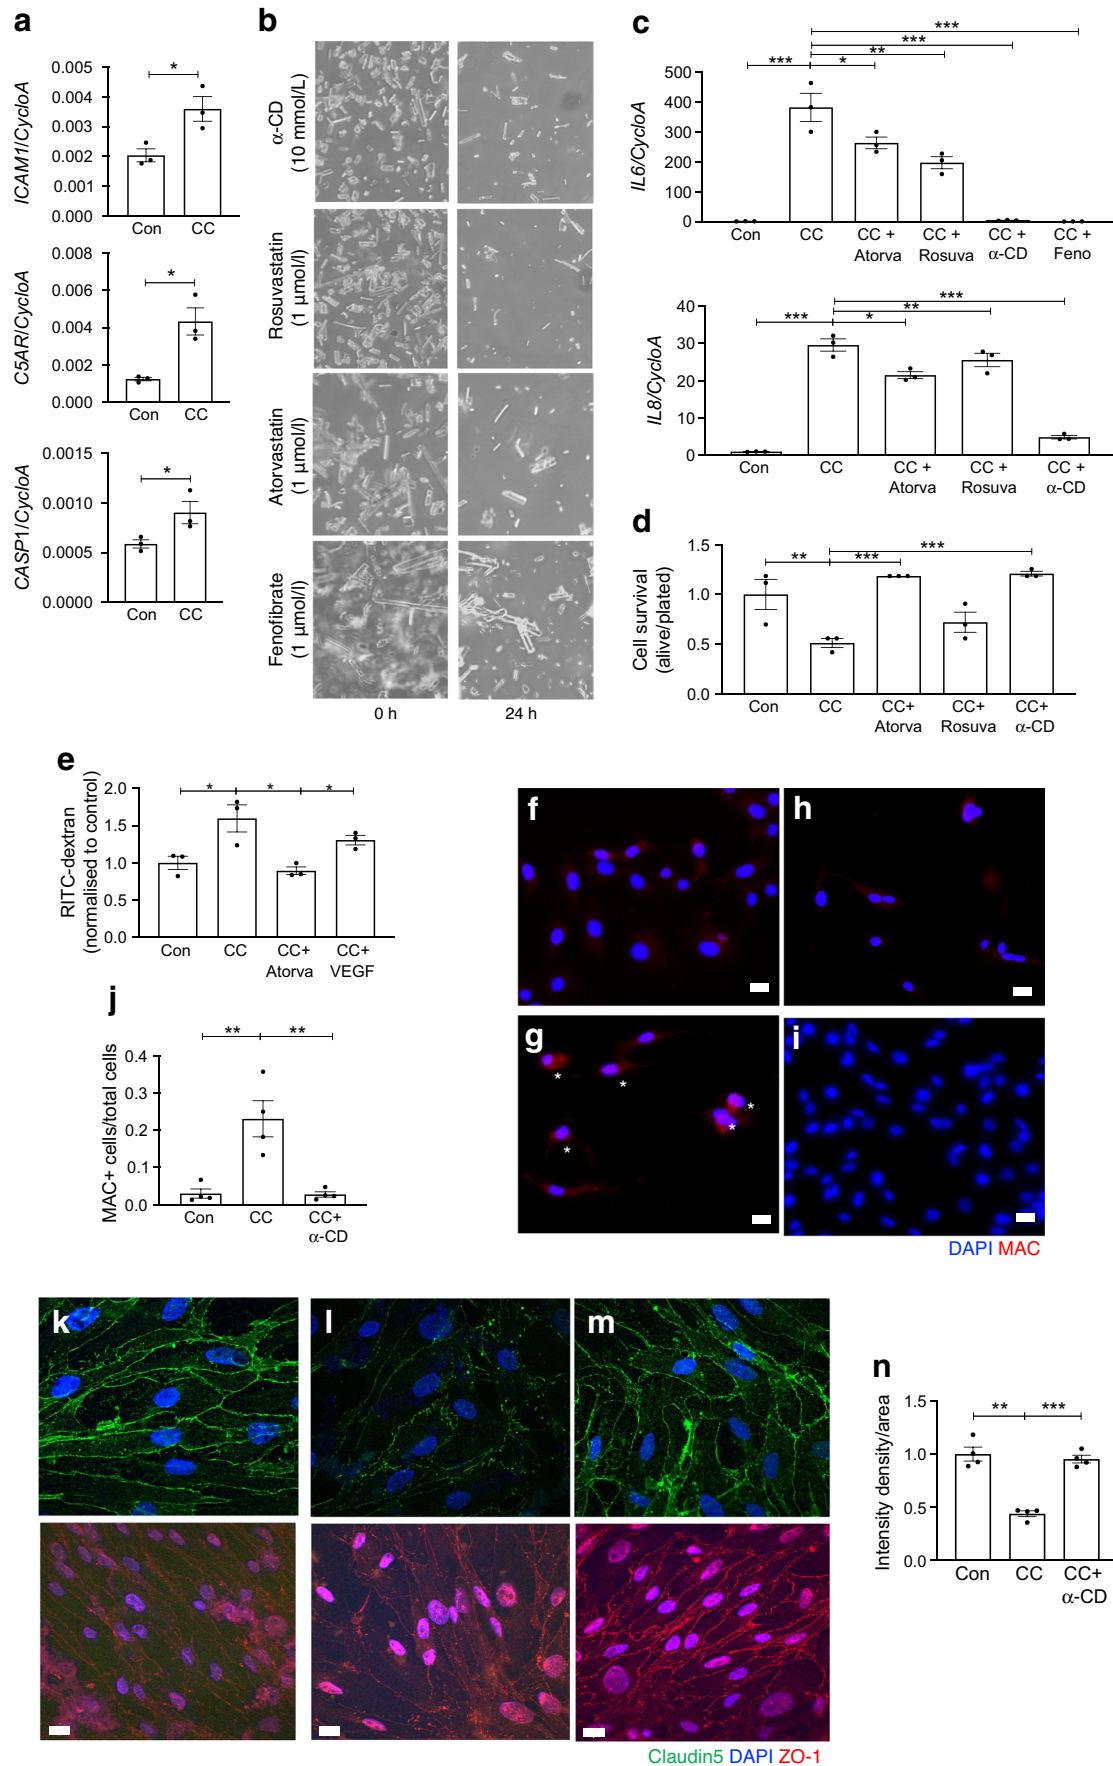 a
0.005
0.004
0.003
0.002
0.001
0.000
ICAM1/CycloA
*
Con
CC
0.008
0.006
0.004
0.002
0.000
C5AR/CycloA
*
Con
CC
0.0015
0.0010
0.0005
0.0000
CASP1/CycloA
*
Con
CC
b
α-CD
(10 mmol/L)
Rosuvastatin
(1 μmol/l)
Atorvastatin
(1 μmol/l)
Fenofibrate
(1 μmol/l)
0 h
24 h
c
***
***
**
***
*
500
400
300
200
100
0
IL6/CycloA
Con
CC
CC +
Atorva
CC +
Rosuva
CC +
α-CD
CC +
Feno
***
**
***
*
40
30
20
10
0
IL8/CycloA
Con
CC
CC +
Atorva
CC +
Rosuva
CC +
α-CD
d
***
**
***
1.5
1.0
0.5
0.0
Cell survival
(alive/plated)
Con
CC
CC+
Atorva
CC+
Rosuva
CC+
α-CD
e
2.0
1.5
1.0
0.5
0.0
RITC-dextran
(normalised to control)
*
*
*
Con
CC
CC+
Atorva
CC+
VEGF
f
h
g
*
*
*
*
*
i
DAPI MAC
j
**
**
0.4
0.3
0.2
0.1
0.0
MAC+ cells/total cells
Con
CC
CC+
α-CD
k
l
m
Claudin5 DAPI ZO-1
n
**
***
1.5
1.0
0.5
0.0
Intensity density/area
Con
CC
CC+
α-CD